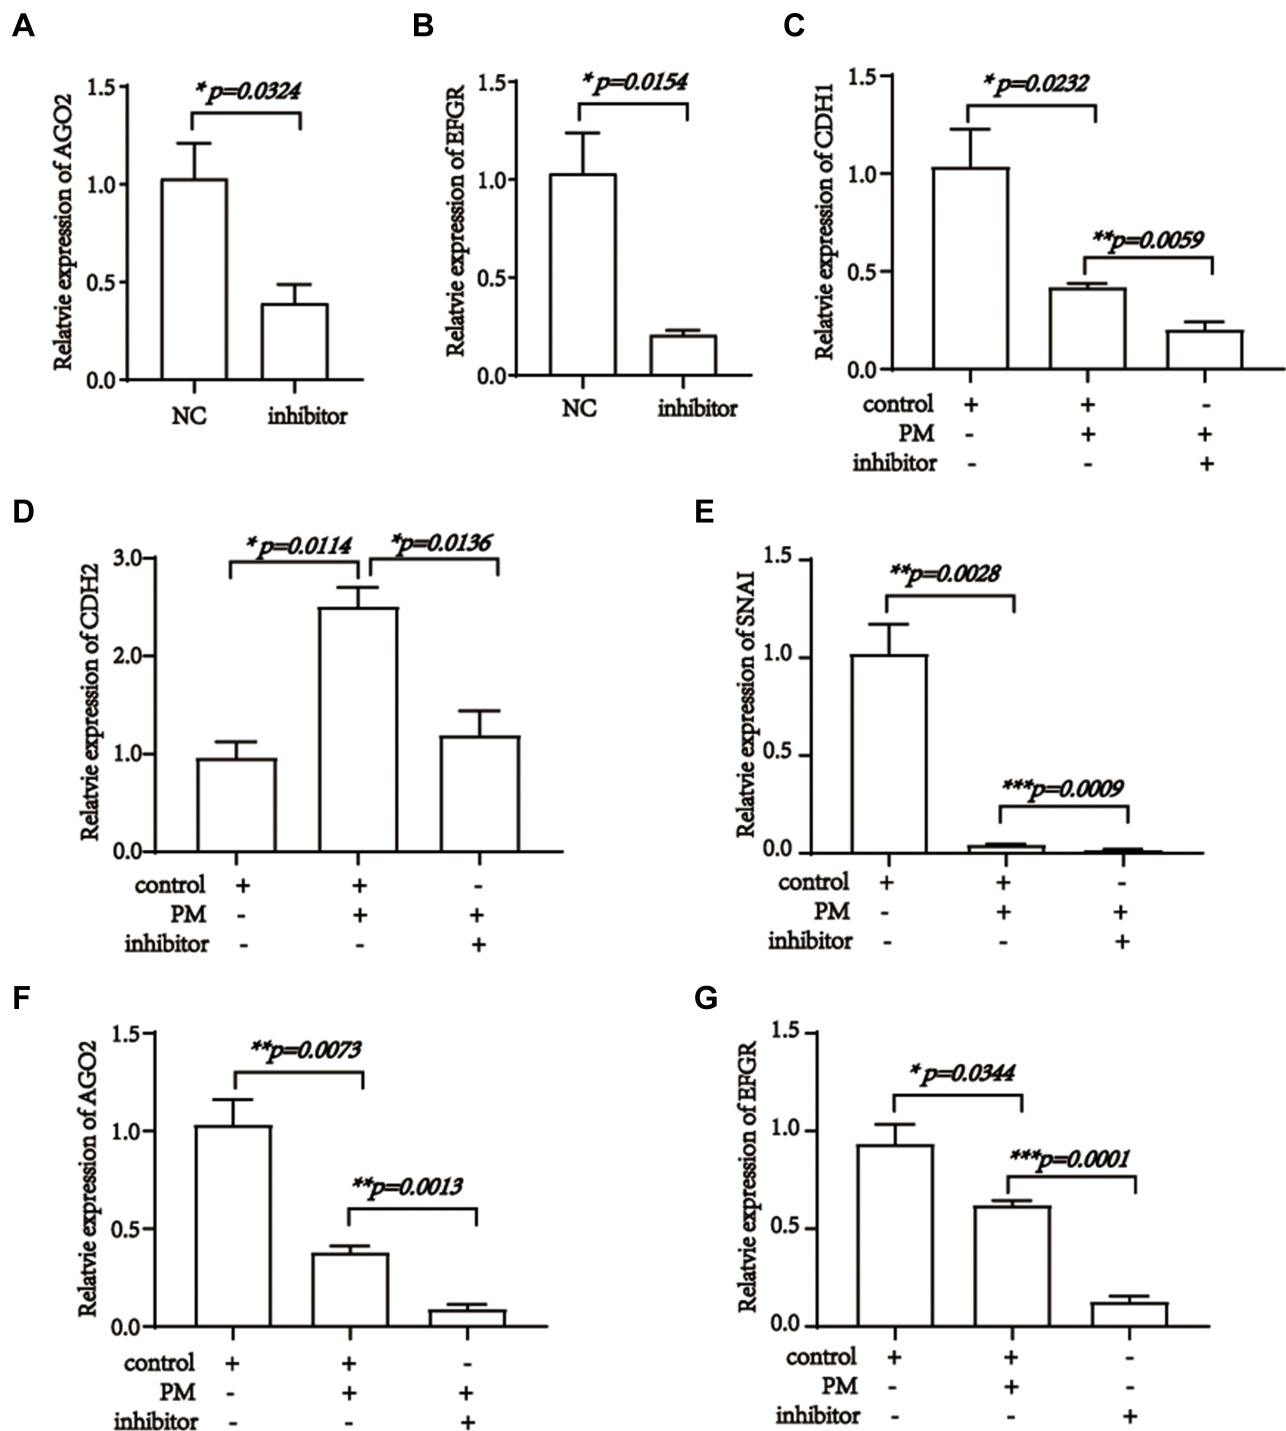 A
Relatvie expression of AGO2
1.5
1.0
0.5
0.0
* p=0.0324
NC inhibitor
B
Relatvie expression of EFGR
1.5
1.0
0.5
0.0
* p=0.0154
NC inhibitor
C
Relatvie expression of CDH1
1.5
1.0
0.5
0.0
* p=0.0232
**p=0.0059
control + + -
PM - + +
inhibitor - - +
D
Relatvie expression of CDH2
3.0
2.0
1.0
0.0
* p=0.0114
*p=0.0136
control + + -
PM - + +
inhibitor - - +
E
Relatvie expression of SNAI
1.5
1.0
0.5
0.0
**p=0.0028
***p=0.0009
control + + -
PM - + +
inhibitor - - +
F
Relatvie expression of AGO2
1.5
1.0
0.5
0.0
**p=0.0073
**p=0.0013
control + + -
PM - + +
inhibitor - - +
G
Relatvie expression of EFGR
1.5
1.0
0.5
0.0
* p=0.0344
***p=0.0001
control + + -
PM - + -
inhibitor - - +